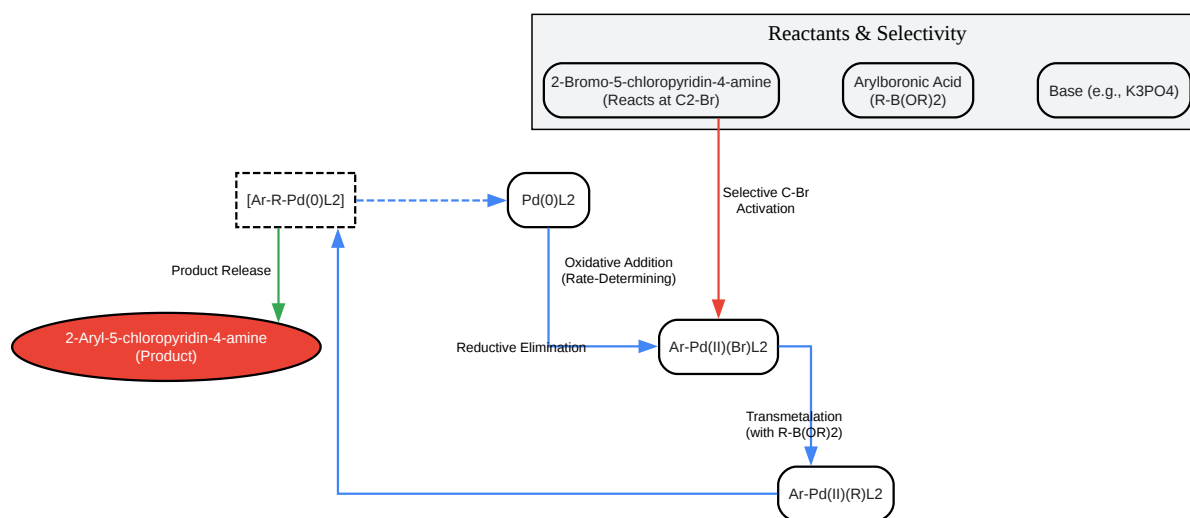 Reactants & Selectivity
2-Bromo-5-chloropyridin-4-amine
(Reacts at C2-Br)
Arylboronic Acid
(R-B(OR)2)
Base (e.g., K3PO4)
[Ar-R-Pd(0)L2]
Pd(0)L2
Selective C-Br
Activation
Product Release
Oxidative Addition
(Rate-Determining)
2-Aryl-5-chloropyridin-4-amine
(Product)
Reductive Elimination
Ar-Pd(II)(Br)L2
Transmetalation
(with R-B(OR)2)
Ar-Pd(II)(R)L2